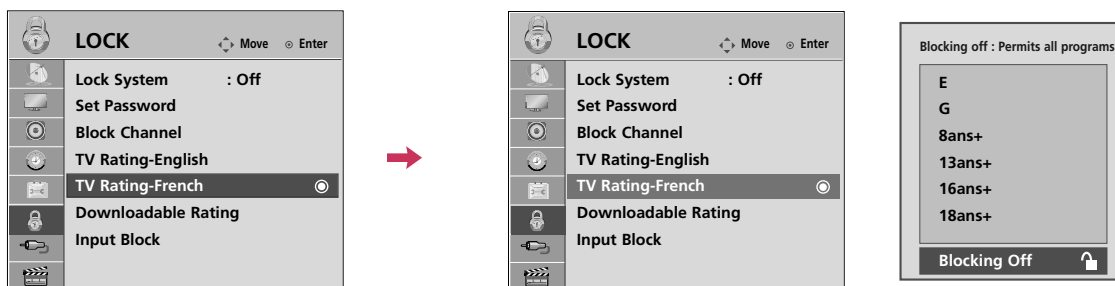 LOCK Move Enter
Lock System : Off
Set Password
Block Channel
TV Rating-English
TV Rating-French
Downloadable Rating
Input Block
LOCK Move Enter
Lock System : Off
Set Password
Block Channel
TV Rating-English
TV Rating-French
Downloadable Rating
Input Block
Blocking off : Permits all programs
E
G
8ans+
13ans+
16ans+
18ans+
Blocking Off